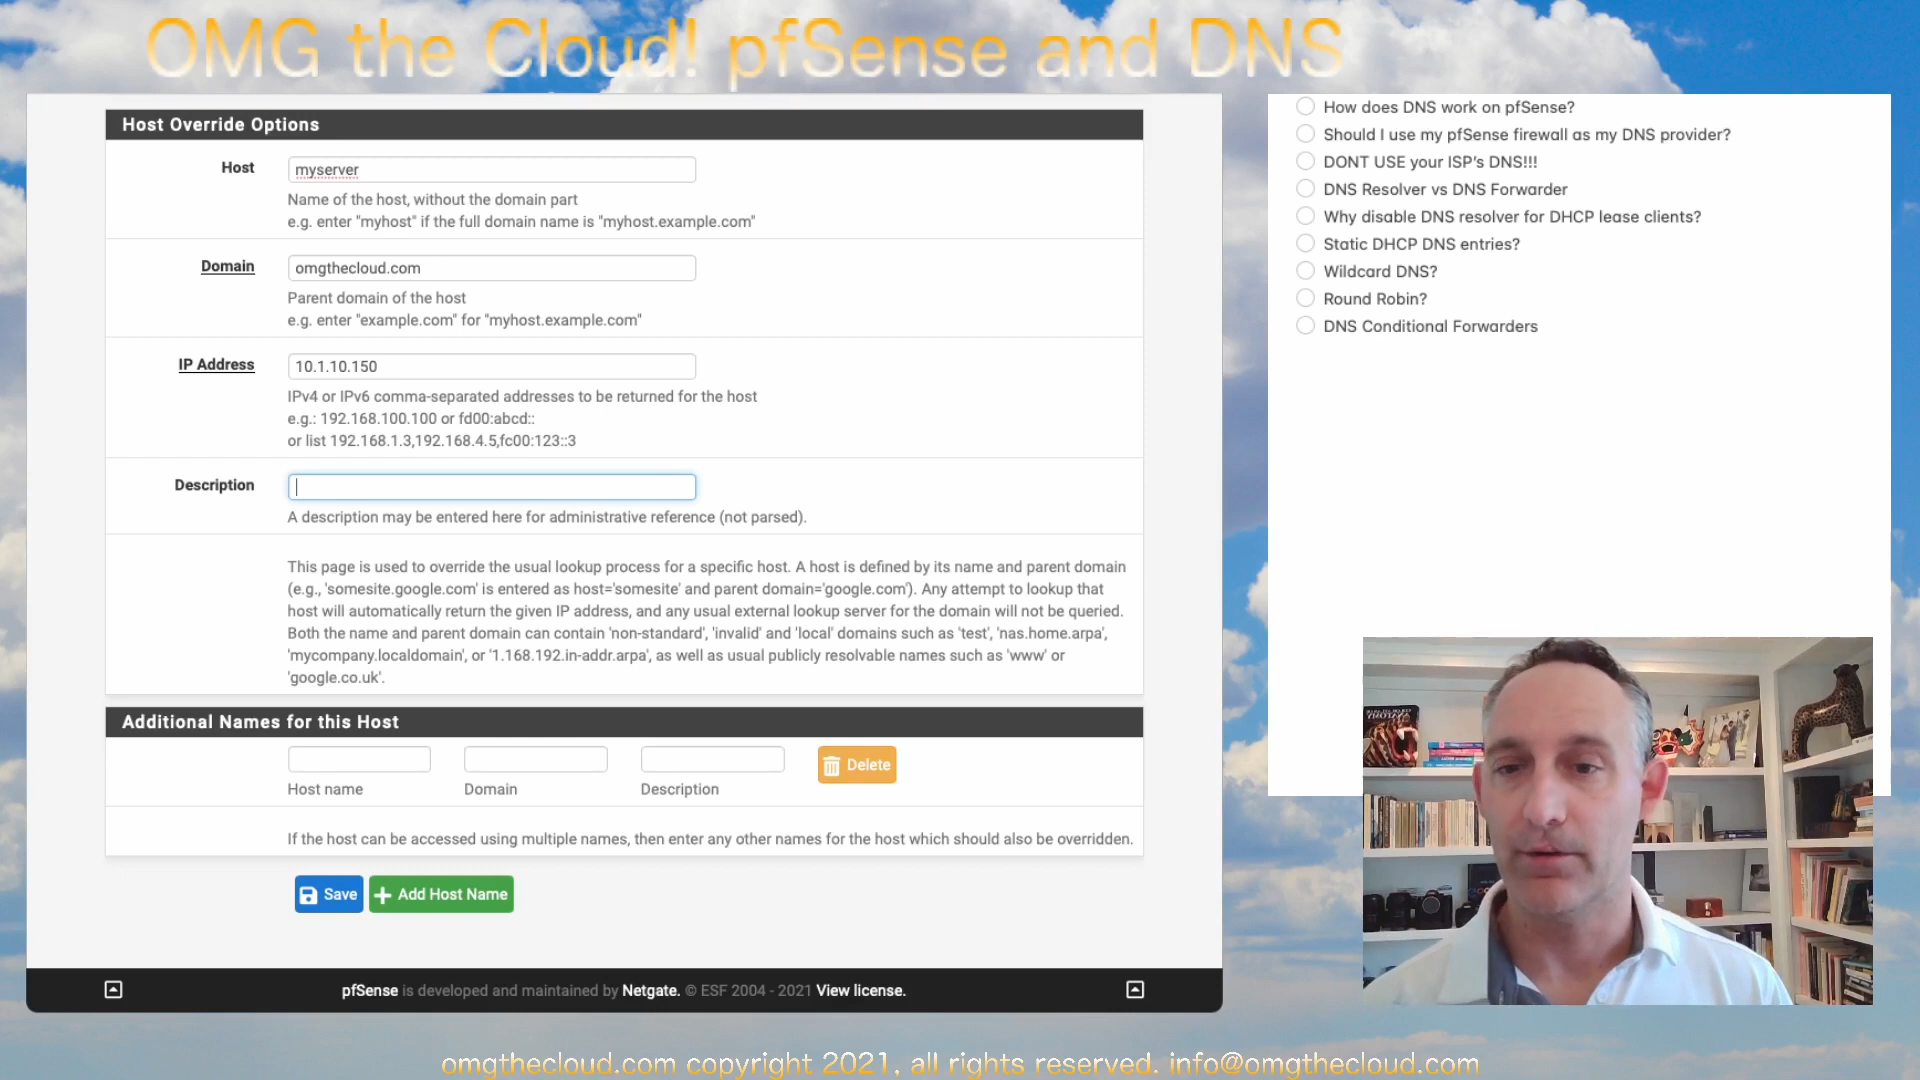 OMG the Cloud! pfSense and DNS
Host Override Options
Host
myserver
Name of the host, without the domain part
e.g. enter "myhost" if the full domain name is "myhost.example.com"
Domain
omgthecloud.com
Parent domain of the host
e.g. enter "example.com" for "myhost.example.com"
IP Address
10.1.10.150
IPv4 or IPv6 comma-separated addresses to be returned for the host
e.g.: 192.168.100.100 or fd00:abcd::
or list 192.168.1.3,192.168.4.5,fc00:123::3
Description
A description may be entered here for administrative reference (not parsed).
This page is used to override the usual lookup process for a specific host. A host is defined by its name and parent domain
(e.g., 'somesite.google.com' is entered as host='somesite' and parent domain='google.com'). Any attempt to lookup that
host will automatically return the given IP address, and any usual external lookup server for the domain will not be queried.
Both the name and parent domain can contain 'non-standard', 'invalid' and 'local' domains such as 'test', 'nas.home.arpa',
'mycompany.localdomain', or '1.168.192.in-addr.arpa', as well as usual publicly resolvable names such as 'www' or
'google.co.uk'.
Additional Names for this Host
Host name
Domain
Description
Delete
If the host can be accessed using multiple names, then enter any other names for the host which should also be overridden.
Save
Add Host Name
pfSense is developed and maintained by Netgate. © ESF 2004 - 2021 View license.
How does DNS work on pfSense?
Should I use my pfSense firewall as my DNS provider?
DONT USE your ISP's DNS!!!
DNS Resolver vs DNS Forwarder
Why disable DNS resolver for DHCP lease clients?
Static DHCP DNS entries?
Wildcard DNS?
Round Robin?
DNS Conditional Forwarders
omgthecloud.com copyright 2021, all rights reserved. info@omgthecloud.com